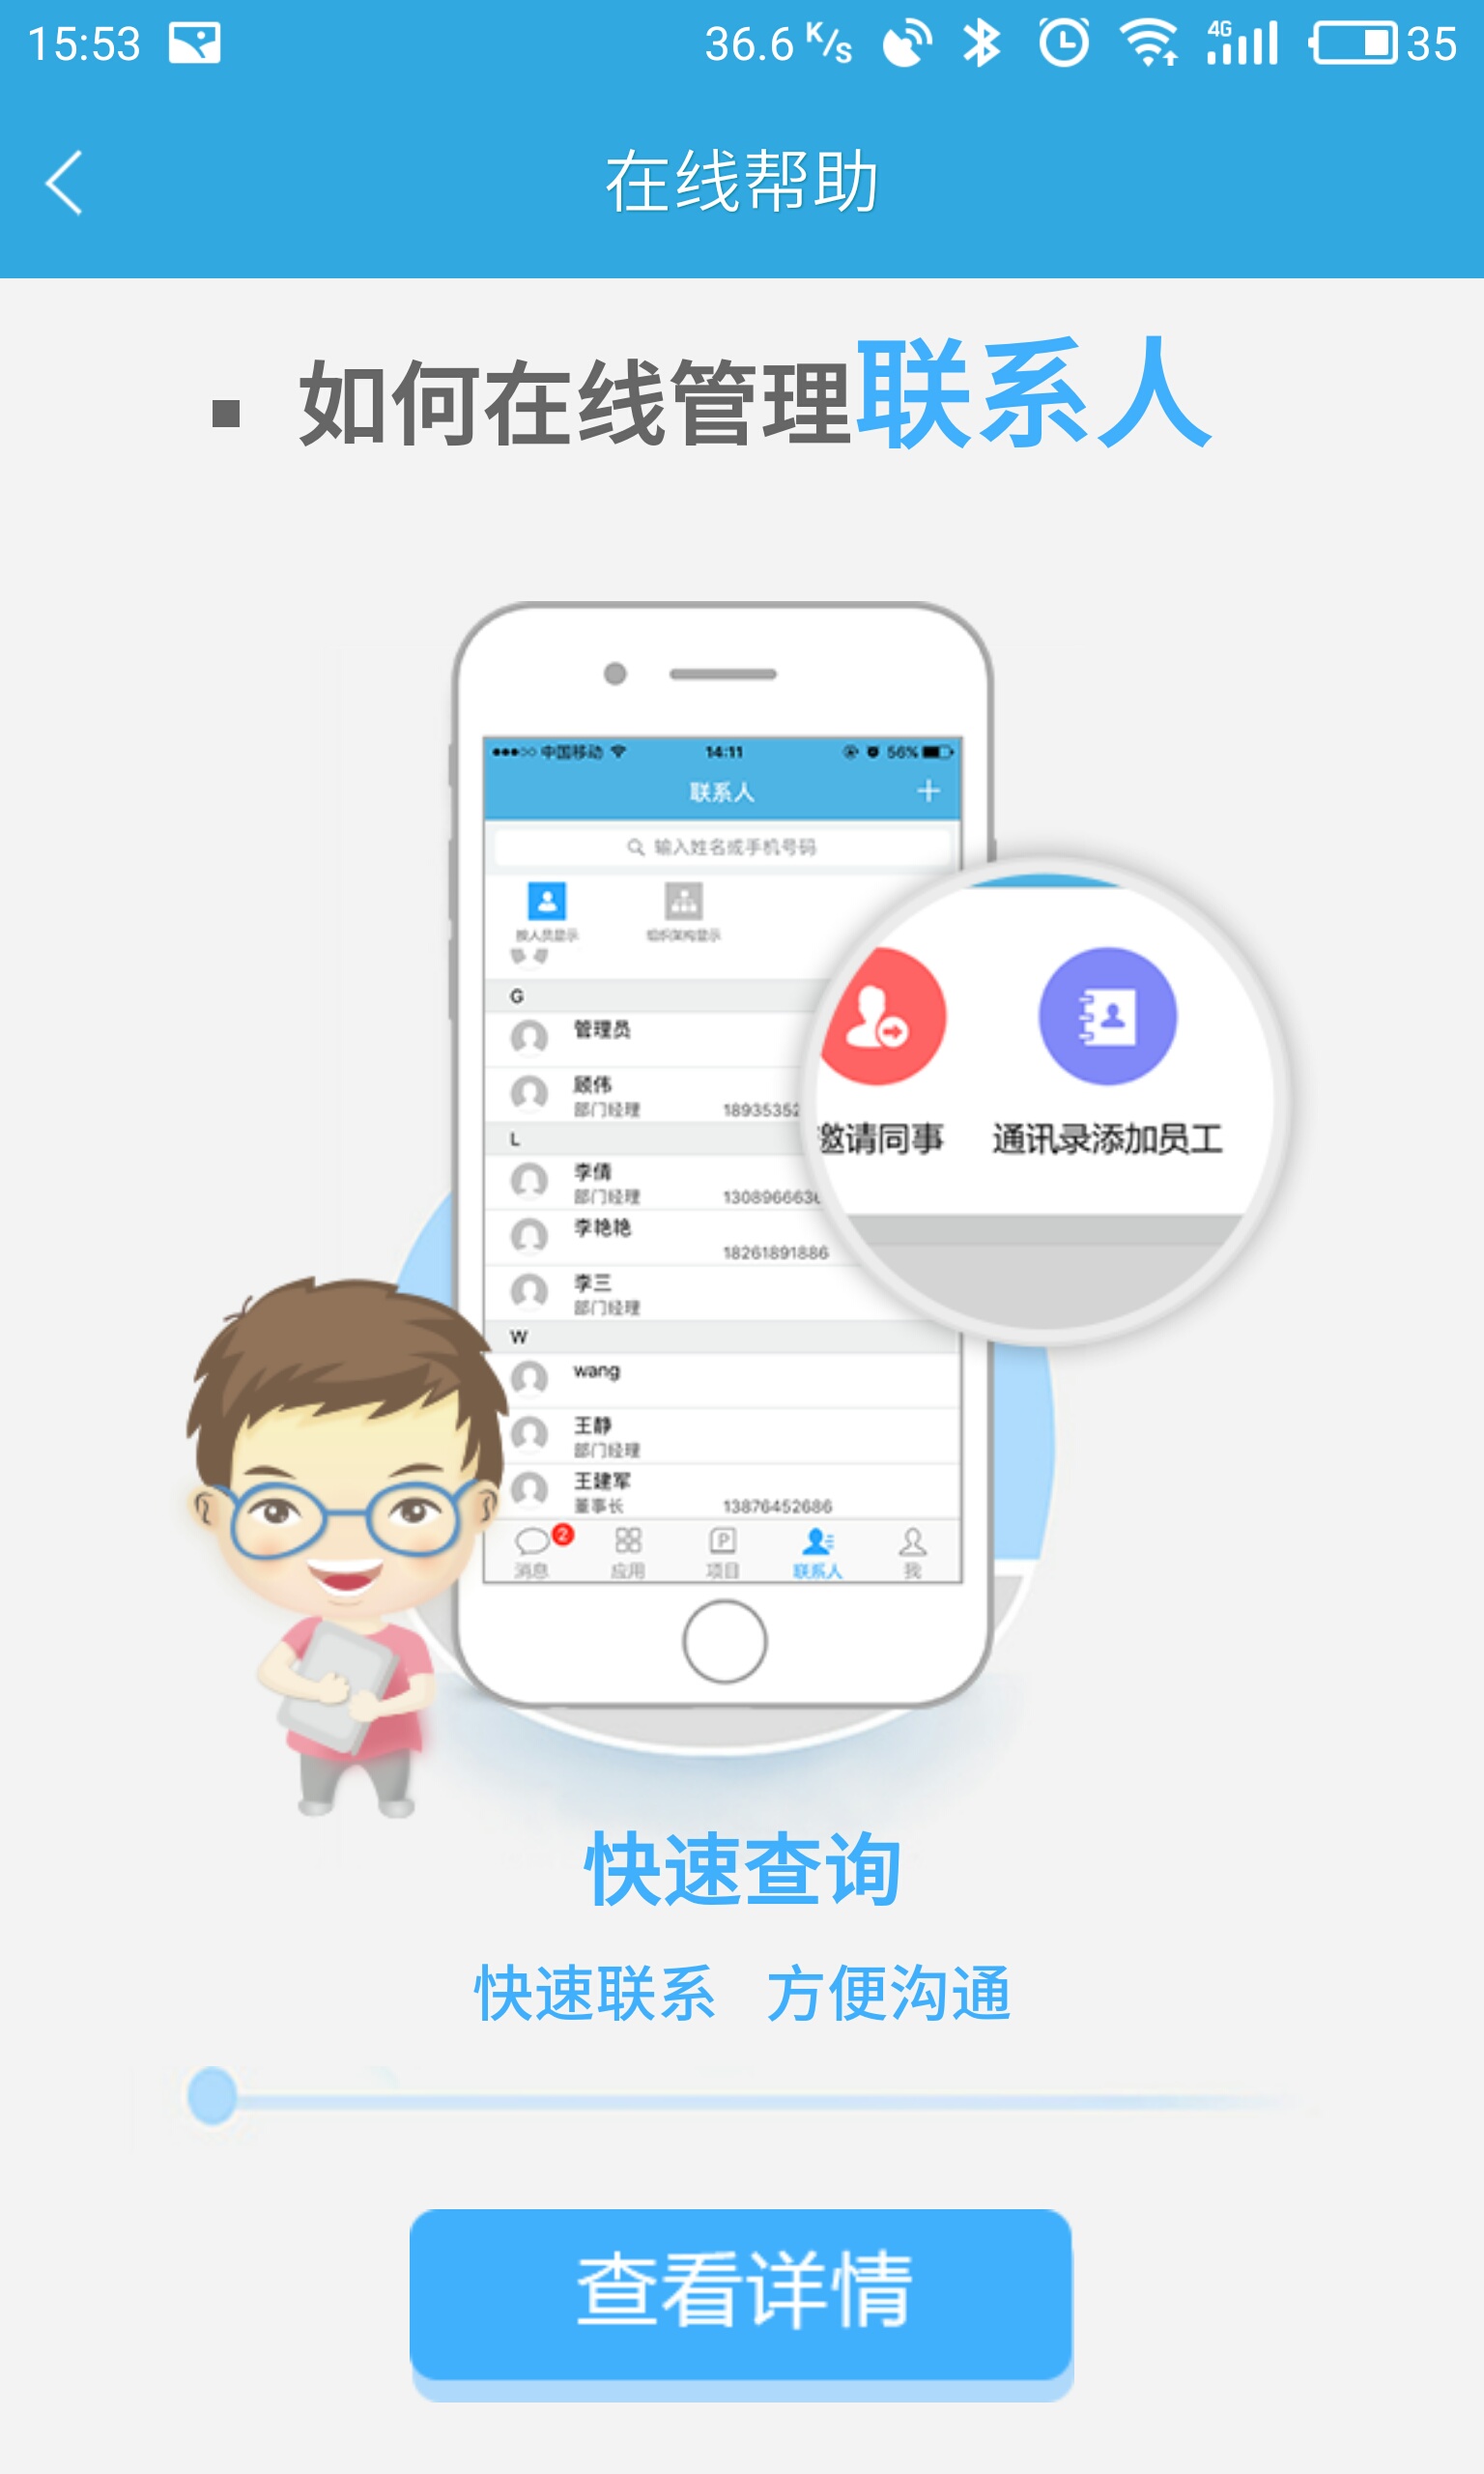 15:53 36.6 K/s 4G 35
在线帮助
▪ 如何在线管理联系人
中国移动 14:11 56%
联系人 +
输入姓名或手机号码
按人员显示 组织架构显示
G
管理员
顾伟
部门经理 18935352
L
邀请同事 通讯录添加员工
李倩
部门经理 1308966636
李艳艳
18261891886
李三
部门经理
W
wang
王静
部门经理
王建军
董事长 13876452686
2
消息 应用 P 项目 联系人 我
快速查询
快速联系 方便沟通
查看详情